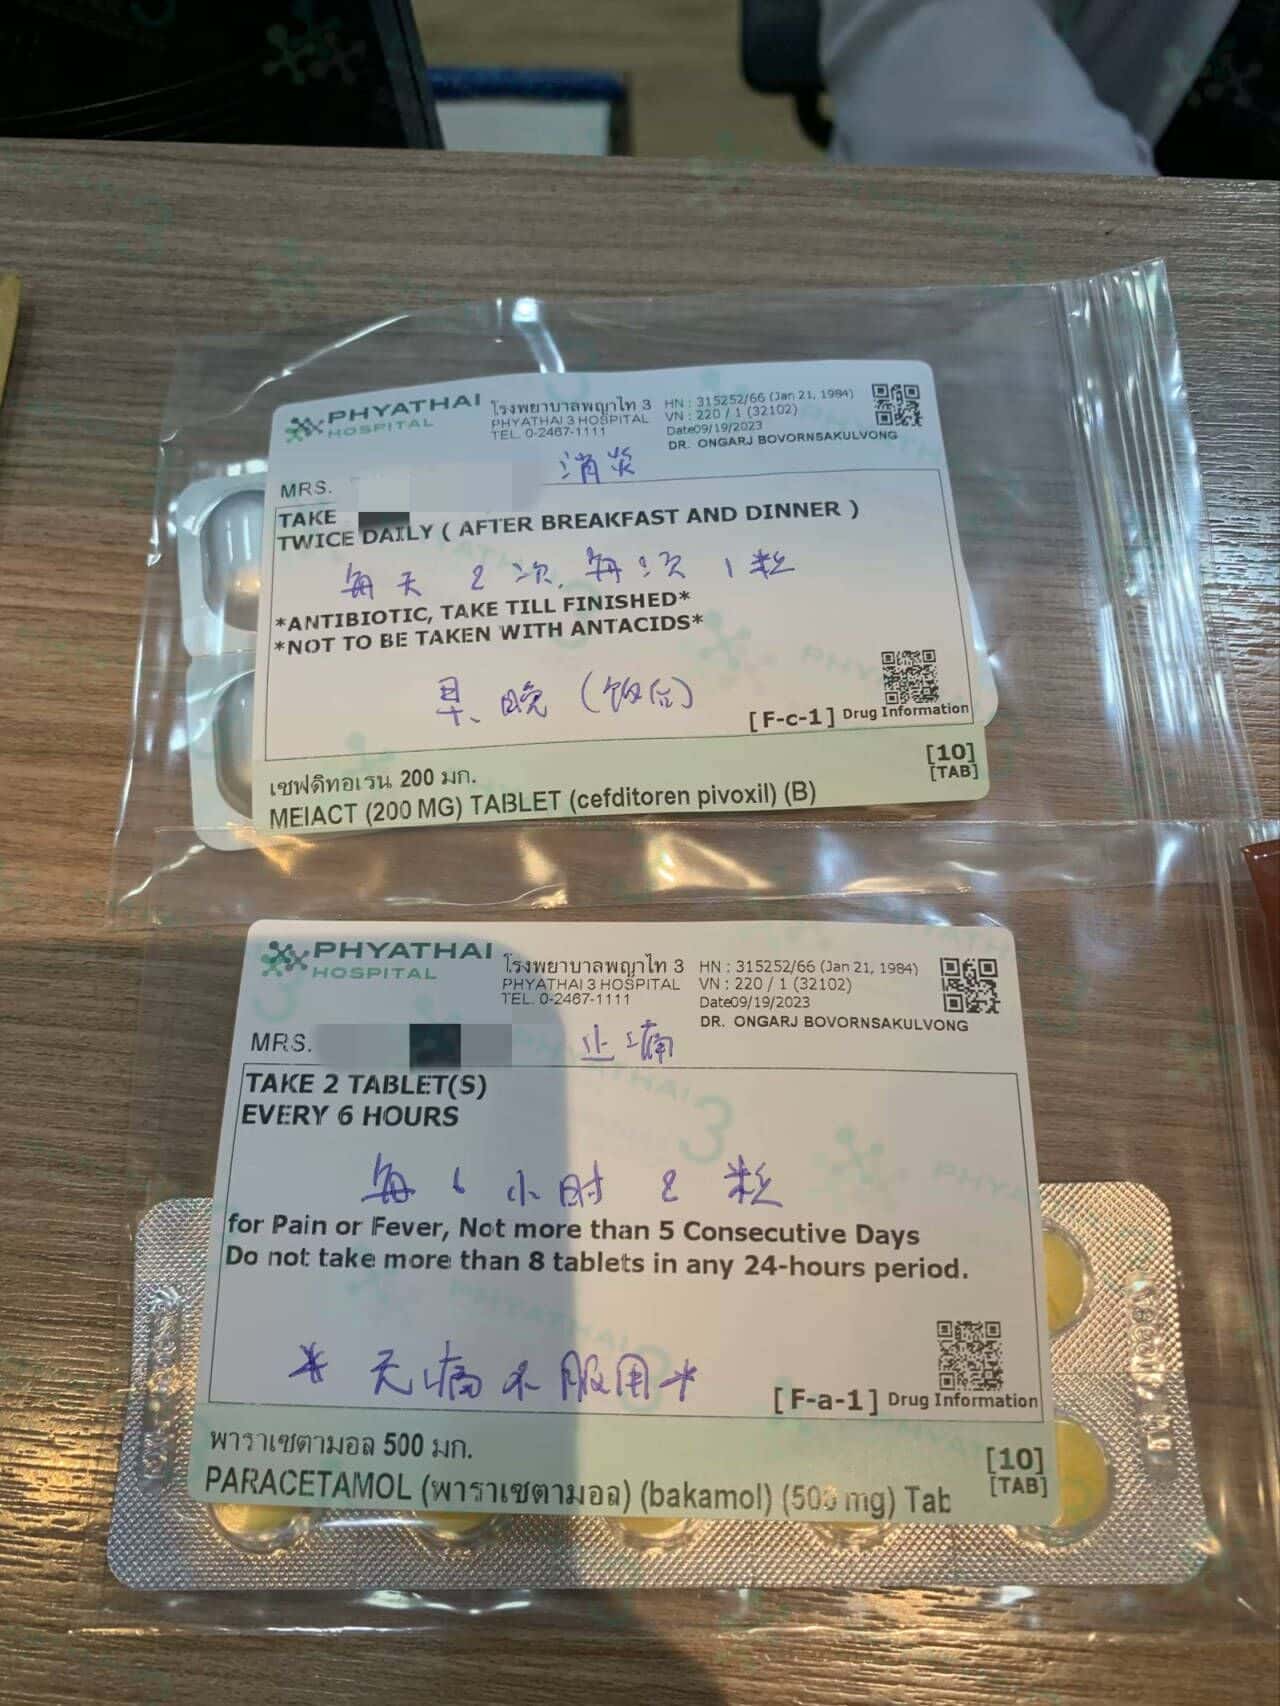 PHYATHAI
HOSPITAL
โรงพยาบาลพญาไท 3
PHYATHAI 3 HOSPITAL
TEL. 0-2467-1111
HN : 315252/66 (Jan 21, 1984)
VN : 220 / 1 (32102)
Date09/19/2023
DR. ONGARJ BOVORNSAKULVONG
MRS.
消炎
TAKE
TWICE DAILY ( AFTER BREAKFAST AND DINNER )
每天 2 次, 每次 1 粒
*ANTIBIOTIC, TAKE TILL FINISHED*
*NOT TO BE TAKEN WITH ANTACIDS*
早、晚 (饭后)
[ F-c-1 ] Drug Information
เซฟดิทอเรน 200 มก.
[10]
MEIACT (200 MG) TABLET (cefditoren pivoxil) (B)
[TAB]
PHYATHAI
HOSPITAL
โรงพยาบาลพญาไท 3
PHYATHAI 3 HOSPITAL
TEL. 0-2467-1111
HN : 315252/66 (Jan 21, 1984)
VN : 220 / 1 (32102)
Date09/19/2023
DR. ONGARJ BOVORNSAKULVONG
MRS.
止痛
TAKE 2 TABLET(S)
EVERY 6 HOURS
每 6 小时 2 粒
for Pain or Fever, Not more than 5 Consecutive Days
Do not take more than 8 tablets in any 24-hours period.
* 无痛不服用 *
[ F-a-1 ] Drug Information
พาราเซตามอล 500 มก.
[10]
PARACETAMOL (พาราเซตามอล) (bakamol) (500 mg) Tab
[TAB]